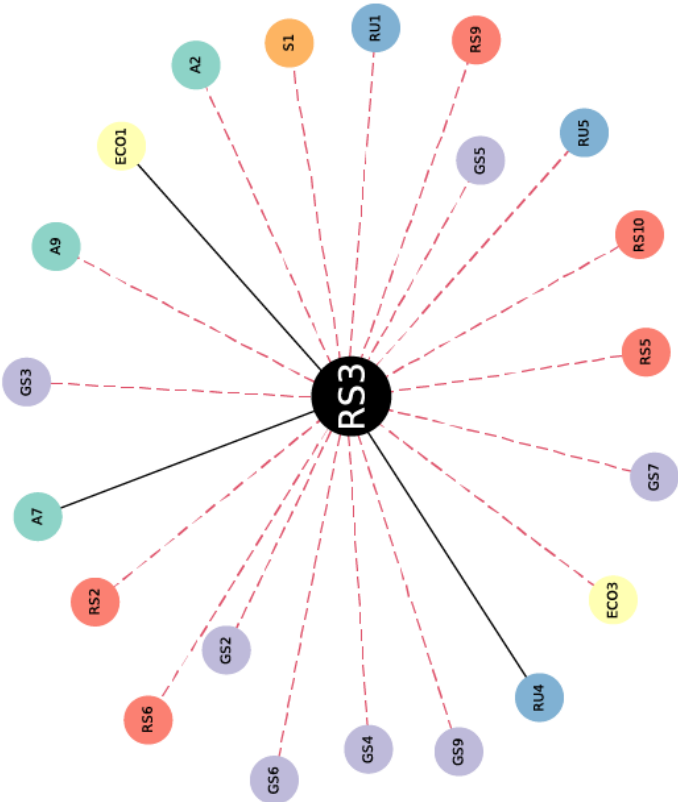 RU1
S1
RS9
A2
RU5
ECO1
GS5
RS10
A9
RS5
GS3
RS3
GS7
A7
ECO3
RS2
GS2
RU4
RS6
GS4
GS9
GS6